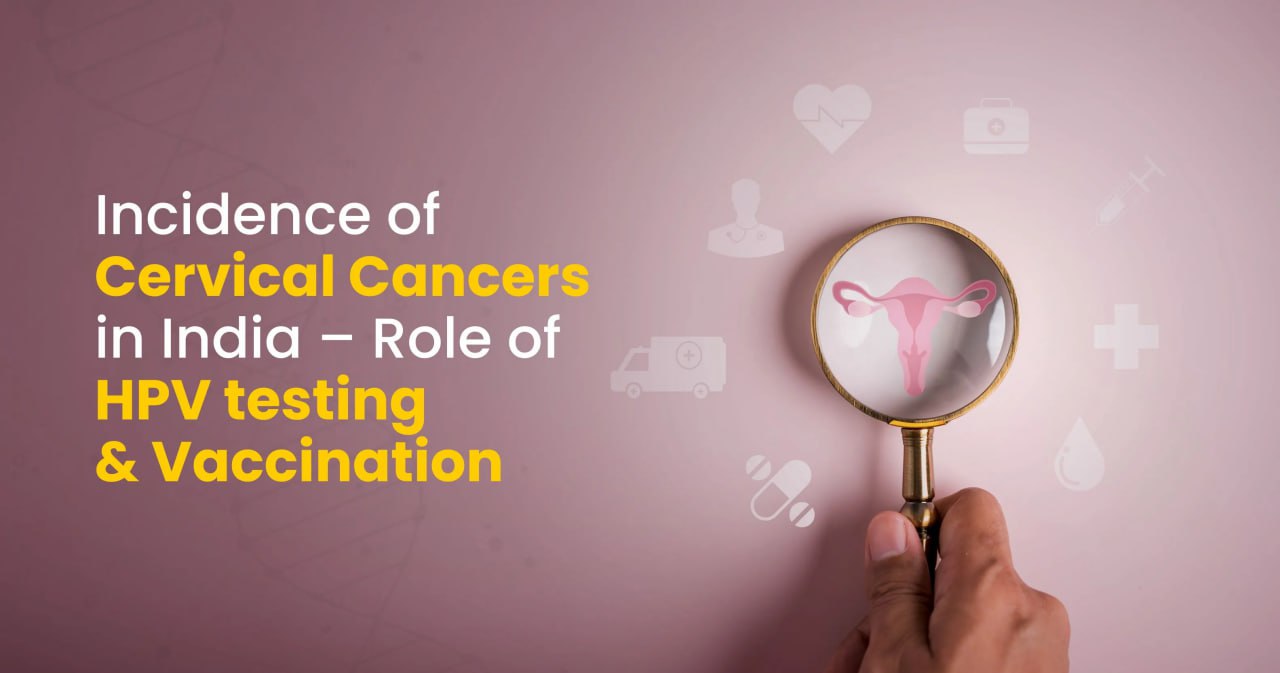 Incidence of
Cervical Cancers
in India – Role of
HPV testing
& Vaccination